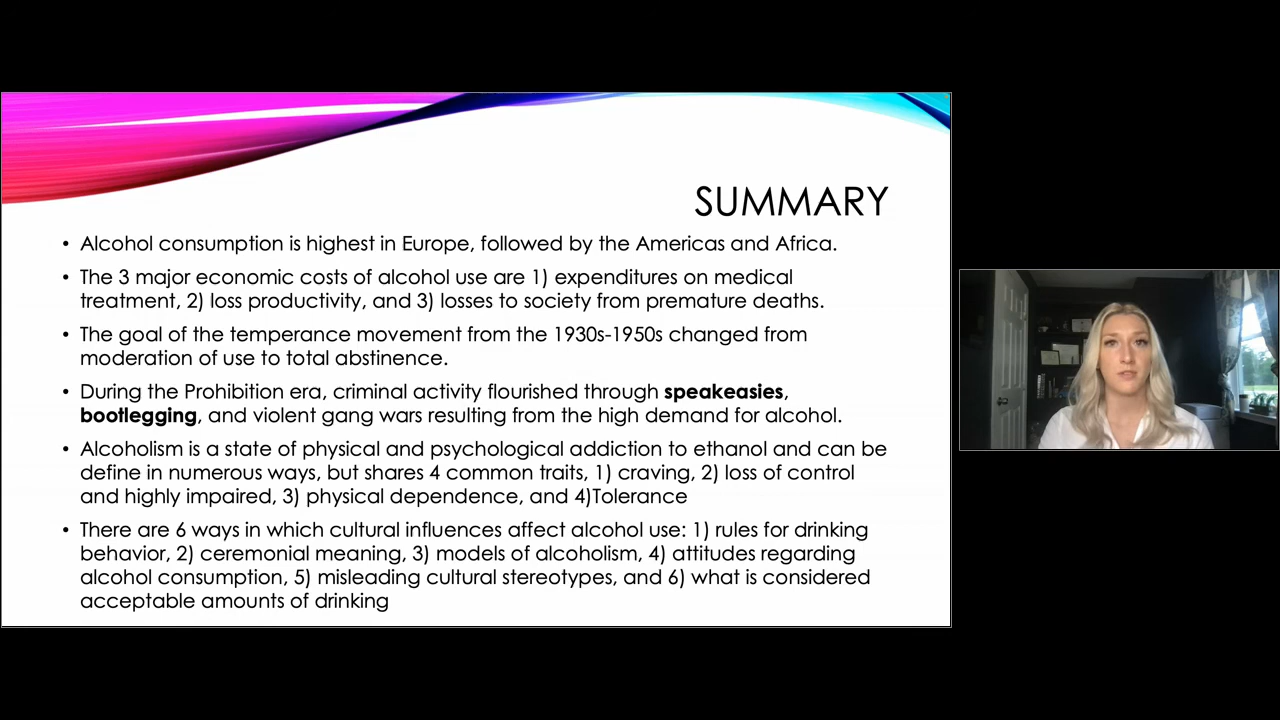 SUMMARY
• Alcohol consumption is highest in Europe, followed by the Americas and Africa.
• The 3 major economic costs of alcohol use are 1) expenditures on medical
treatment, 2) loss productivity, and 3) losses to society from premature deaths.
• The goal of the temperance movement from the 1930s-1950s changed from
moderation of use to total abstinence.
• During the Prohibition era, criminal activity flourished through speakeasies,
bootlegging, and violent gang wars resulting from the high demand for alcohol.
• Alcoholism is a state of physical and psychological addiction to ethanol and can be
define in numerous ways, but shares 4 common traits, 1) craving, 2) loss of control
and highly impaired, 3) physical dependence, and 4)Tolerance
• There are 6 ways in which cultural influences affect alcohol use: 1) rules for drinking
behavior, 2) ceremonial meaning, 3) models of alcoholism, 4) attitudes regarding
alcohol consumption, 5) misleading cultural stereotypes, and 6) what is considered
acceptable amounts of drinking